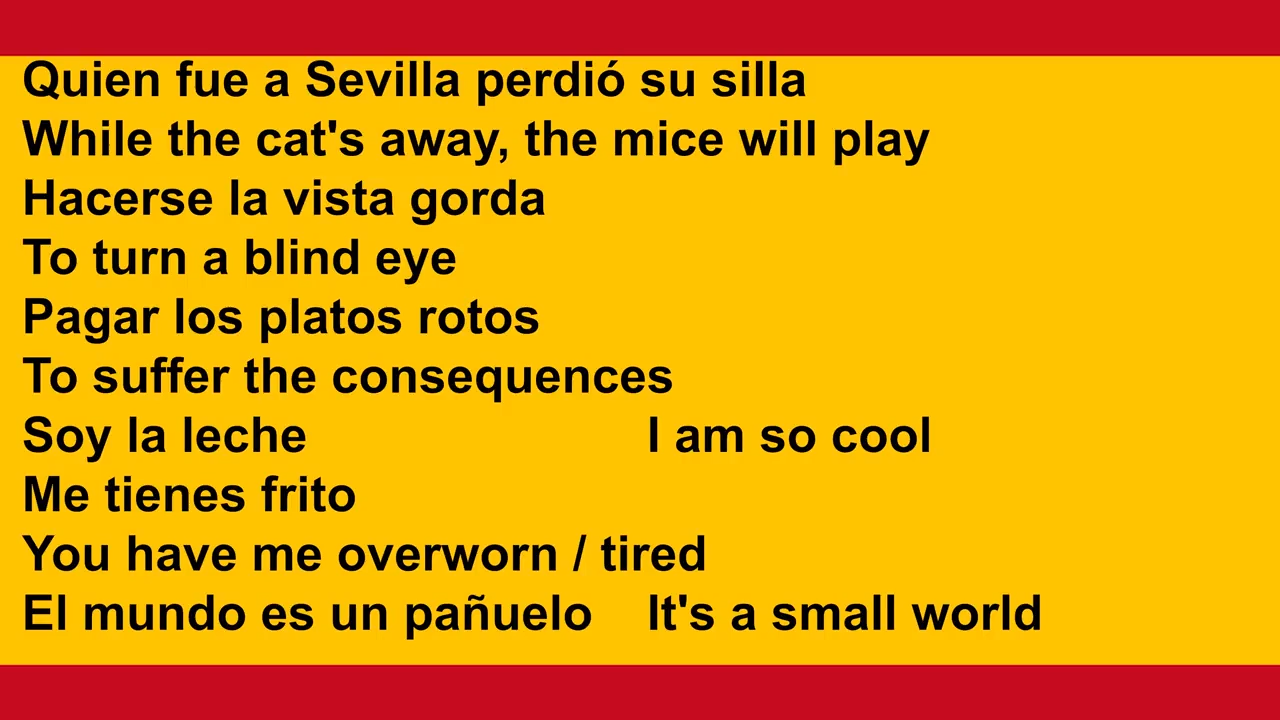 Quien fue a Sevilla perdió su silla
While the cat's away, the mice will play
Hacerse la vista gorda
To turn a blind eye
Pagar los platos rotos
To suffer the consequences
Soy la leche I am so cool
Me tienes frito
You have me overworn / tired
El mundo es un pañuelo It's a small world